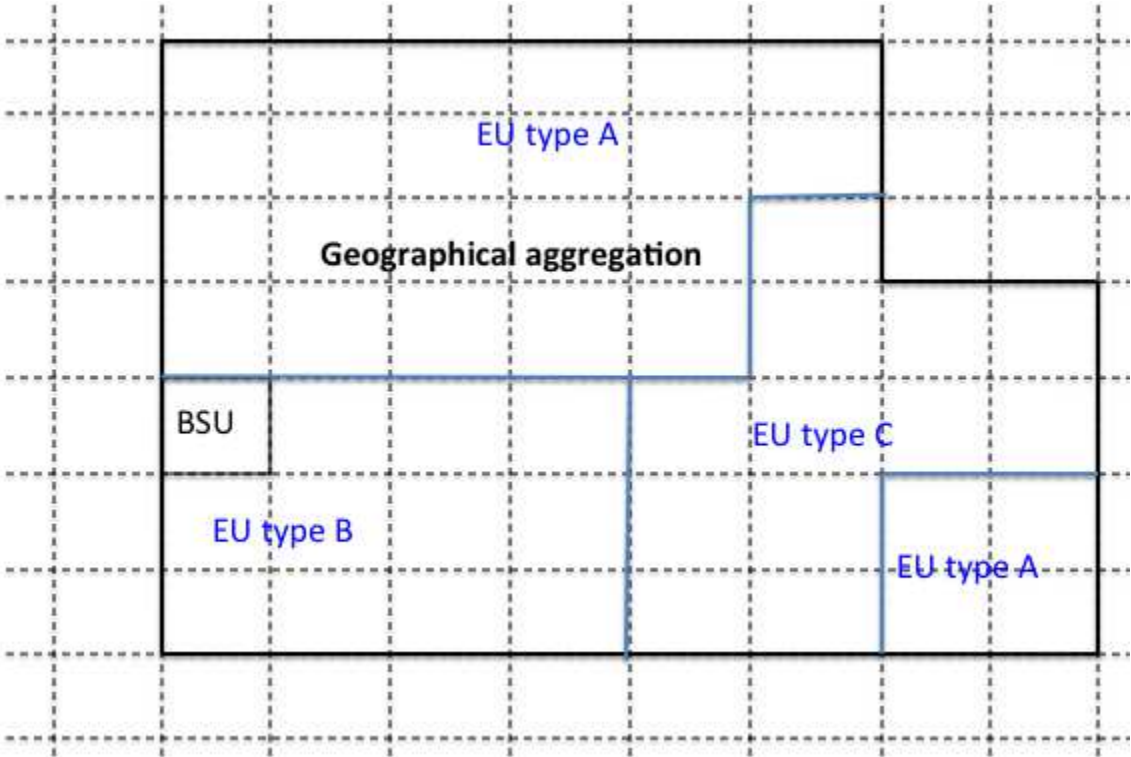 EU type A
Geographical aggregation
BSU
EU type C
EU type B
EU type A